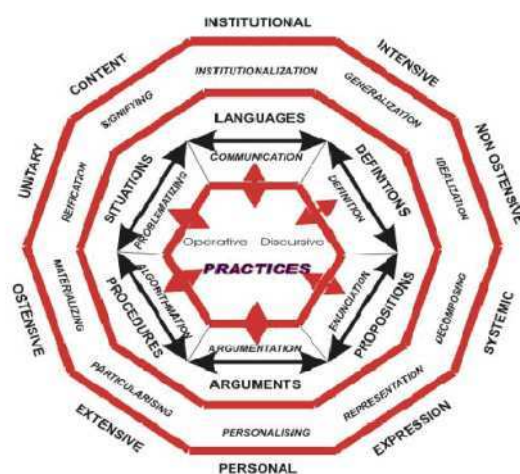 INSTITUTIONAL
CONTENT
INTENSIVE
INSTITUTIONALIZATION
SIGNIFYING
GENERALIZATION
LANGUAGES
UNITARY
NON OSTENSIVE
COMMUNICATION
SITUATIONS
DEFINITIONS
REIFICATION
IDEALIZATION
PROBLEMATIZING
DEFINITION
Operative Discursive
PRACTICES
MATERIALIZING
ALGORITHMINATION
ENUNCIATION
DECOMPOSING
PROCEDURES
PROPOSITIONS
OSTENSIVE
SYSTEMIC
ARGUMENTATION
ARGUMENTS
PARTICULARISING
REPRESENTATION
EXTENSIVE
EXPRESSION
PERSONALISING
PERSONAL